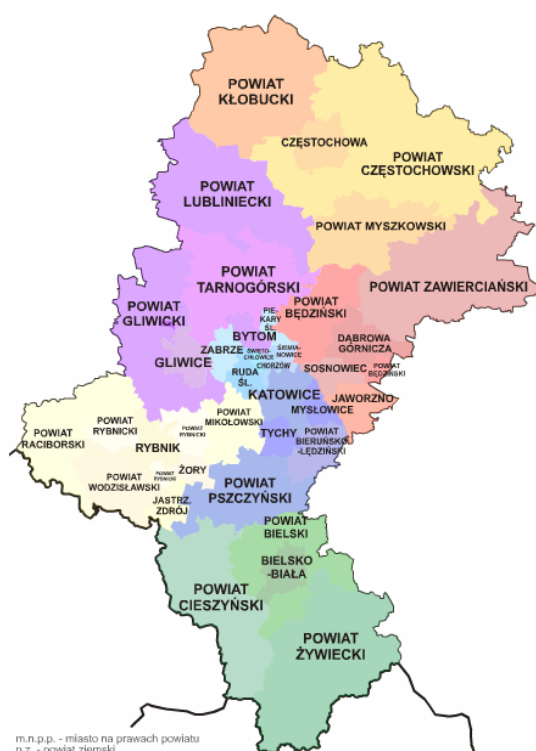 POWIAT
KŁOBUCKI
CZĘSTOCHOWA
POWIAT
CZĘSTOCHOWSKI
POWIAT
LUBLINIECKI
POWIAT MYSZKOWSKI
POWIAT
TARNOGÓRSKI
POWIAT ZAWIERCIAŃSKI
POWIAT
GLIWICKI
POWIAT
BĘDZIŃSKI
PIE-
KARY
ŚL.
BYTOM
DĄBROWA
GÓRNICZA
GLIWICE
ZABRZE
ŚWIĘTO-
CHŁOWICE
SIEMIA-
NOWICE
CHORZÓW
SOSNOWIEC
POWIAT
BĘDZIŃSKI
RUDA
ŚL.
KATOWICE
JAWORZNO
MYSŁOWICE
POWIAT
MIKOŁOWSKI
POWIAT
RYBNICKI
POWIAT
RYBNICKI
POWIAT
RACIBORSKI
RYBNIK
TYCHY
POWIAT
BIERUŃSKO
-LĘDZIŃSKI
POWIAT
WODZISŁAWSKI
POWIAT
RYBNICKI
ŻORY
JASTRZ.
ZDRÓJ
POWIAT
PSZCZYŃSKI
POWIAT
BIELSKI
BIELSKO
-BIAŁA
POWIAT
CIESZYŃSKI
POWIAT
ŻYWIECKI
m.n.p.p. - miasto na prawach powiatu
p.z. - powiat ziemski